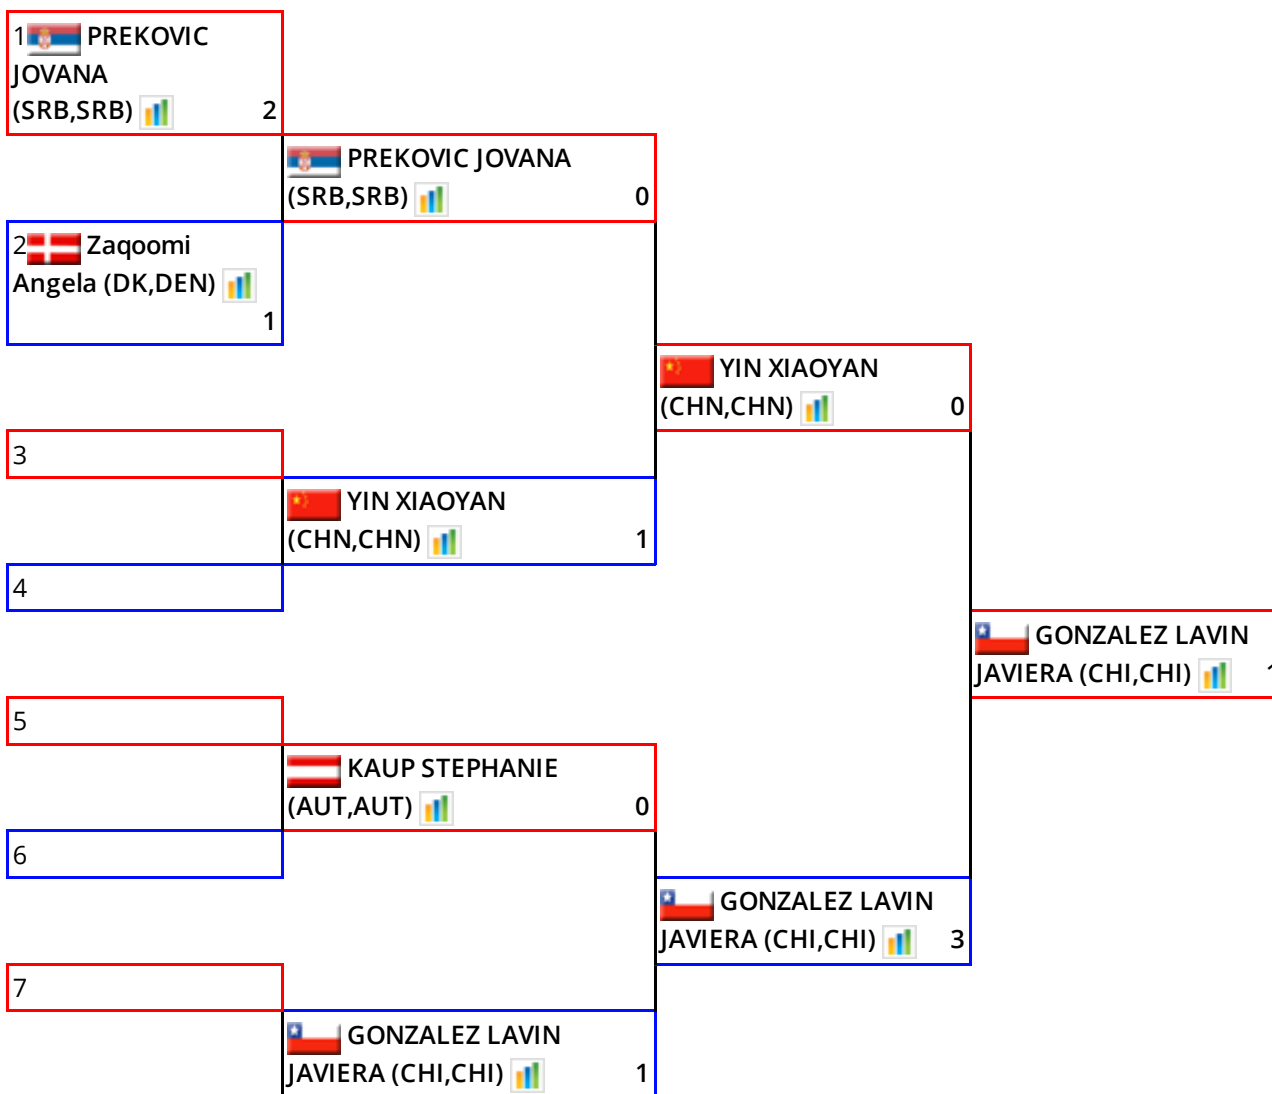 1 PREKOVIC
JOVANA
(SRB,SRB) 2
PREKOVIC JOVANA
(SRB,SRB) 0
2 Zaqoomi
Angela (DK,DEN)
1
YIN XIAOYAN
(CHN,CHN) 0
3
YIN XIAOYAN
(CHN,CHN) 1
4
GONZALEZ LAVIN
JAVIERA (CHI,CHI)
5
KAUP STEPHANIE
(AUT,AUT) 0
6
GONZALEZ LAVIN
JAVIERA (CHI,CHI) 3
7
GONZALEZ LAVIN
JAVIERA (CHI,CHI) 1